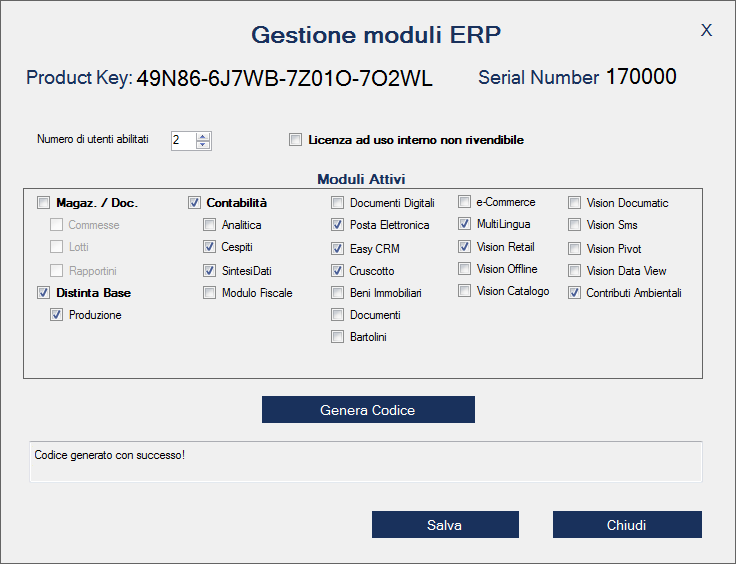 Gestione moduli ERP
X
Product Key: 49N86-6J7WB-7Z01O-7O2WL
Serial Number 170000
Numero di utenti abilitati 2
Licenza ad uso interno non rivendibile
Moduli Attivi
Magaz. / Doc.
Commesse
Lotti
Rapportini
Distinta Base
Produzione
Contabilità
Analitica
Cespiti
SintesiDati
Modulo Fiscale
Documenti Digitali
Posta Elettronica
Easy CRM
Cruscotto
Beni Immobiliari
Documenti
Bartolini
e-Commerce
MultiLingua
Vision Retail
Vision Offline
Vision Catalogo
Vision Documatic
Vision Sms
Vision Pivot
Vision Data View
Contributi Ambientali
Genera Codice
Codice generato con successo!
Salva
Chiudi